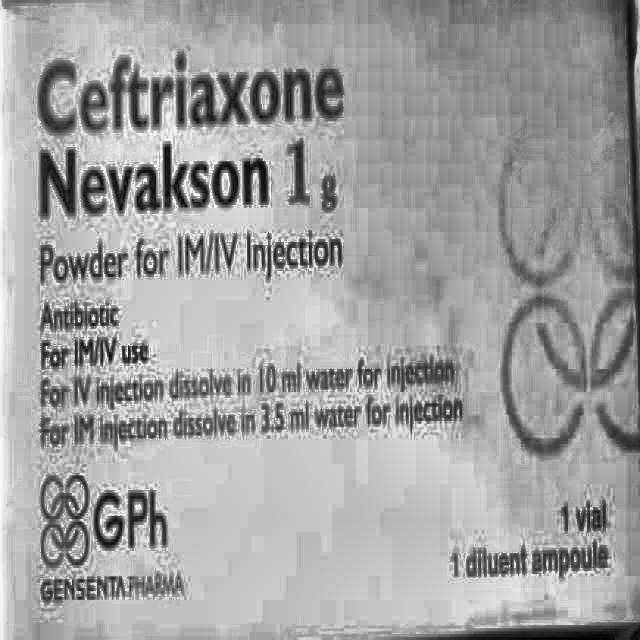 Ceftriaxone
Nevakson 1 g
Powder for IM/IV Injection
Antibiotic
For IM/IV use
For IV injection dissolve in 10 ml water for injection
For IM injection dissolve in 3.5 ml water for injection
GPh
GENSENTA PHARMA
1 vial
1 diluent ampoule